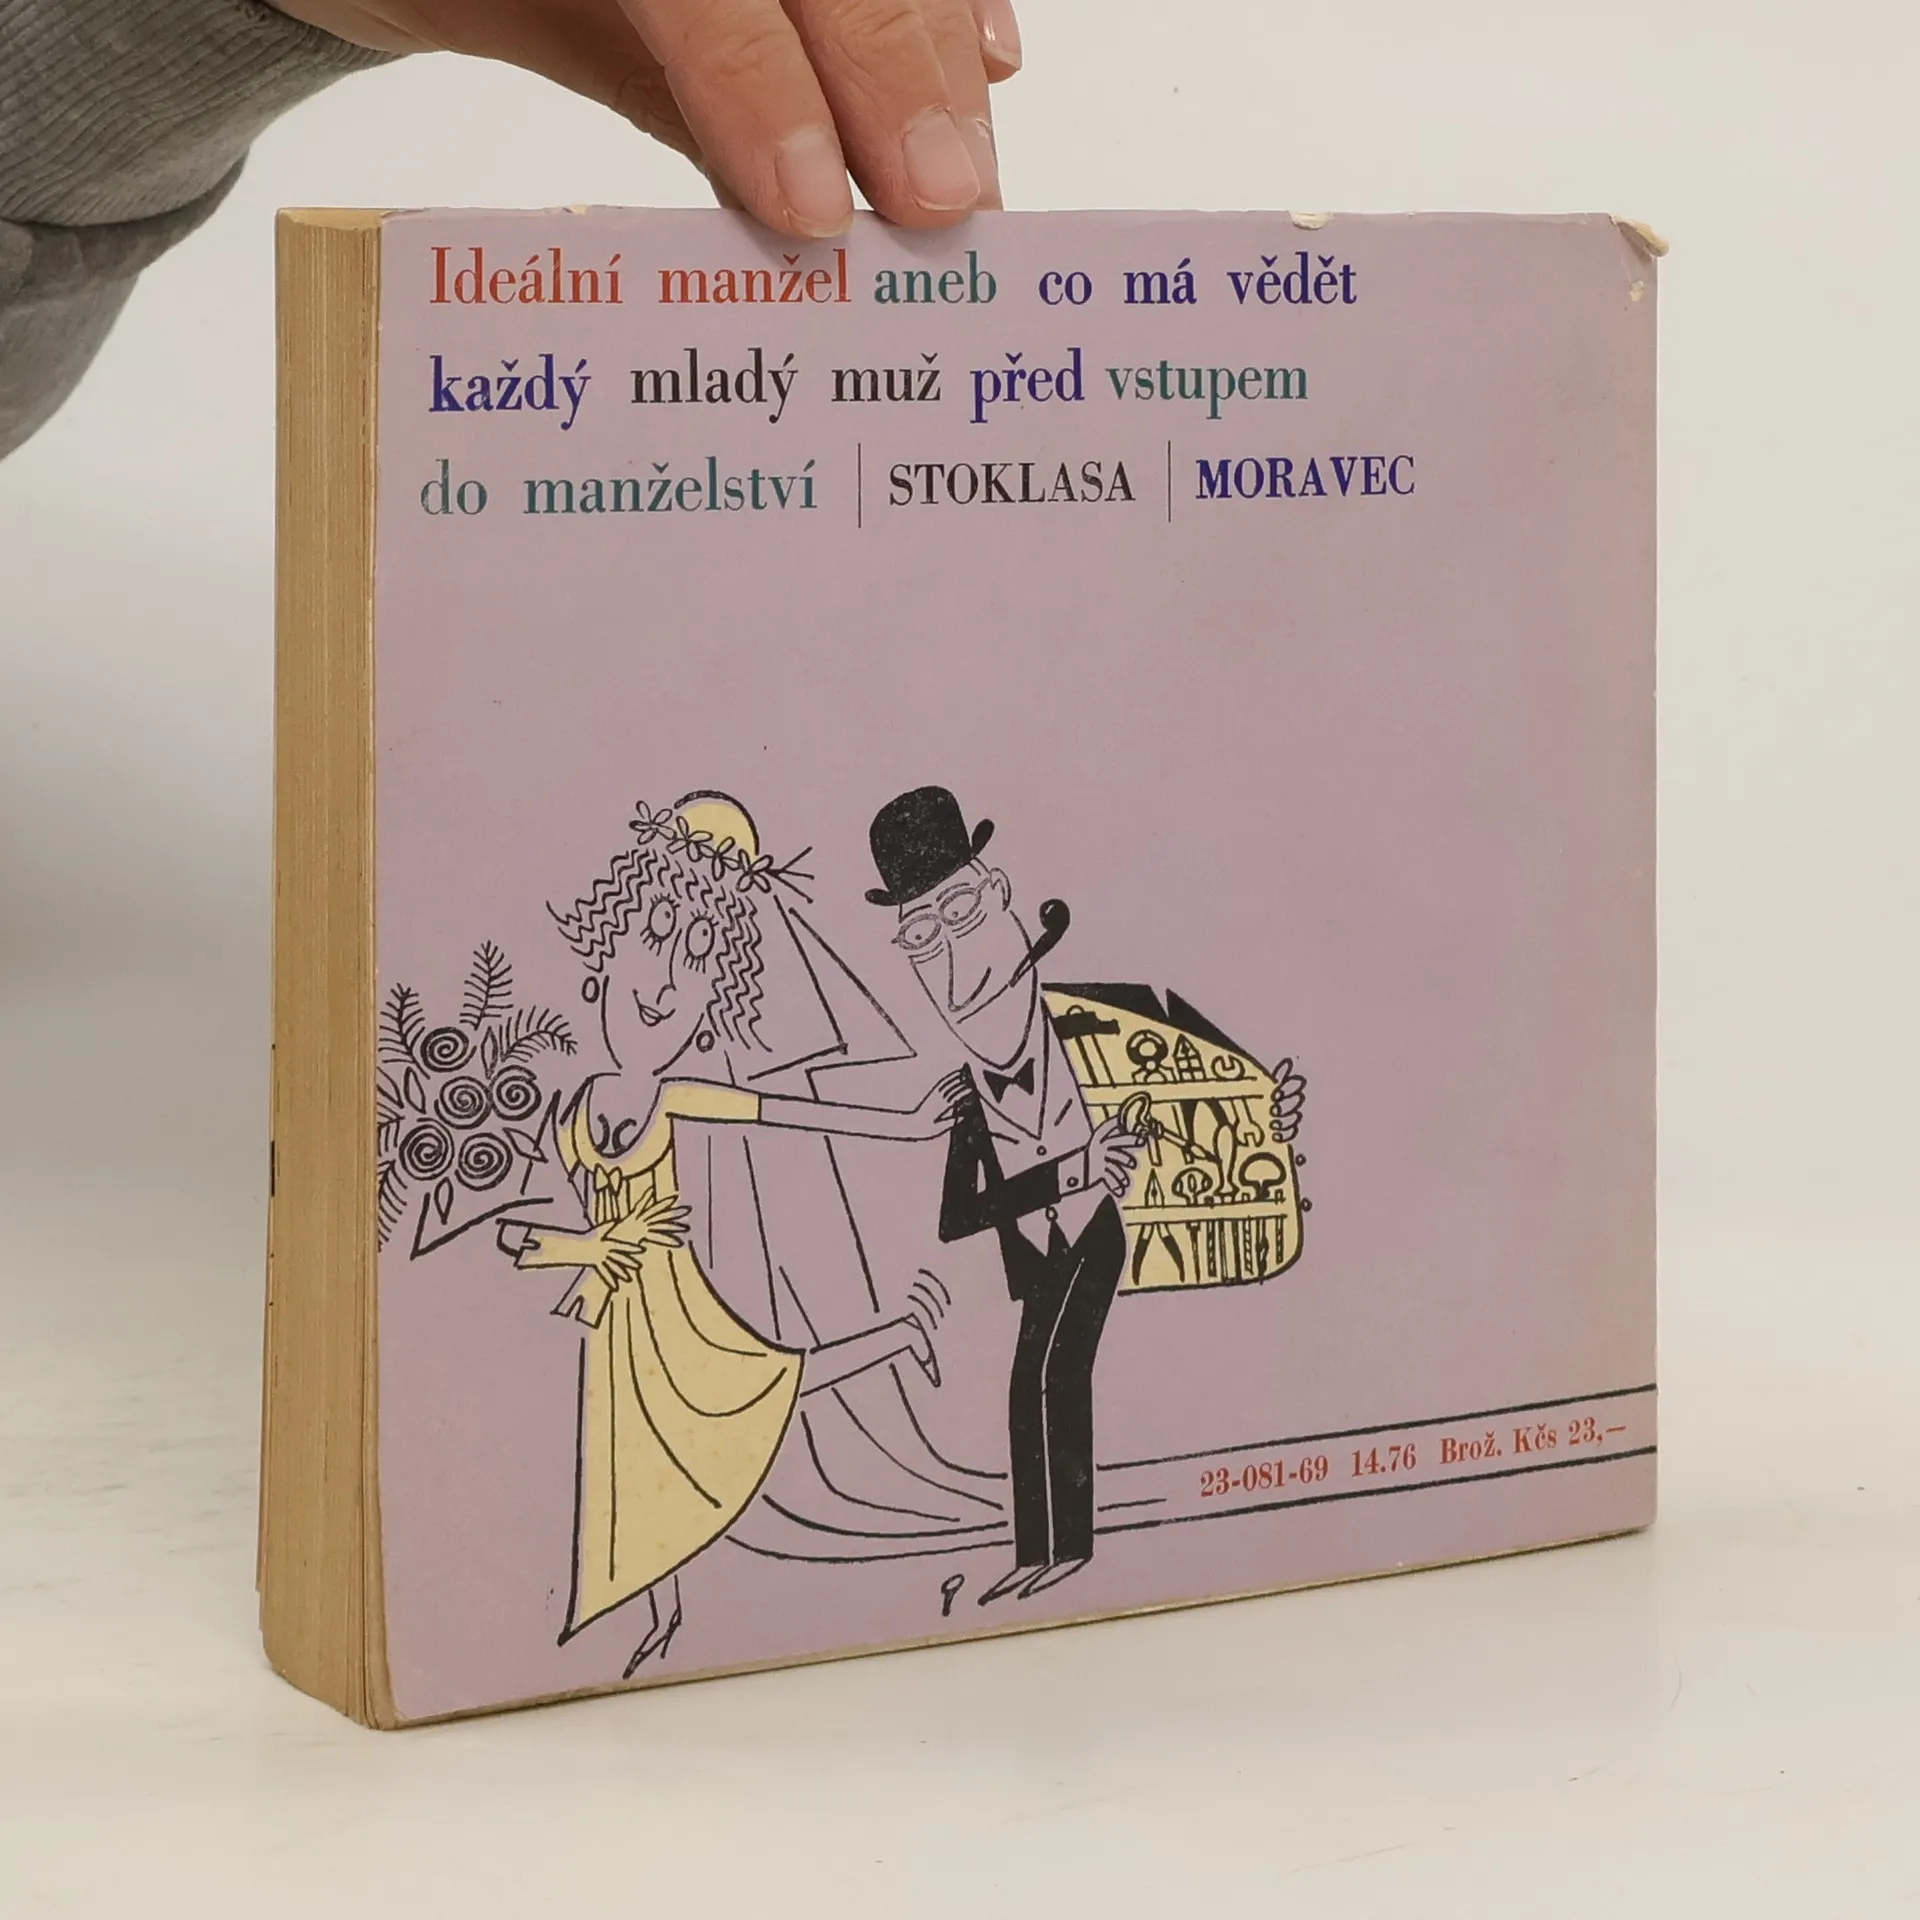 Ideální manžel aneb co má vědět
každý mladý muž před vstupem
do manželství | STOKLASA | MORAVEC
23-081-69 14.76 Brož. Kčs 23,—